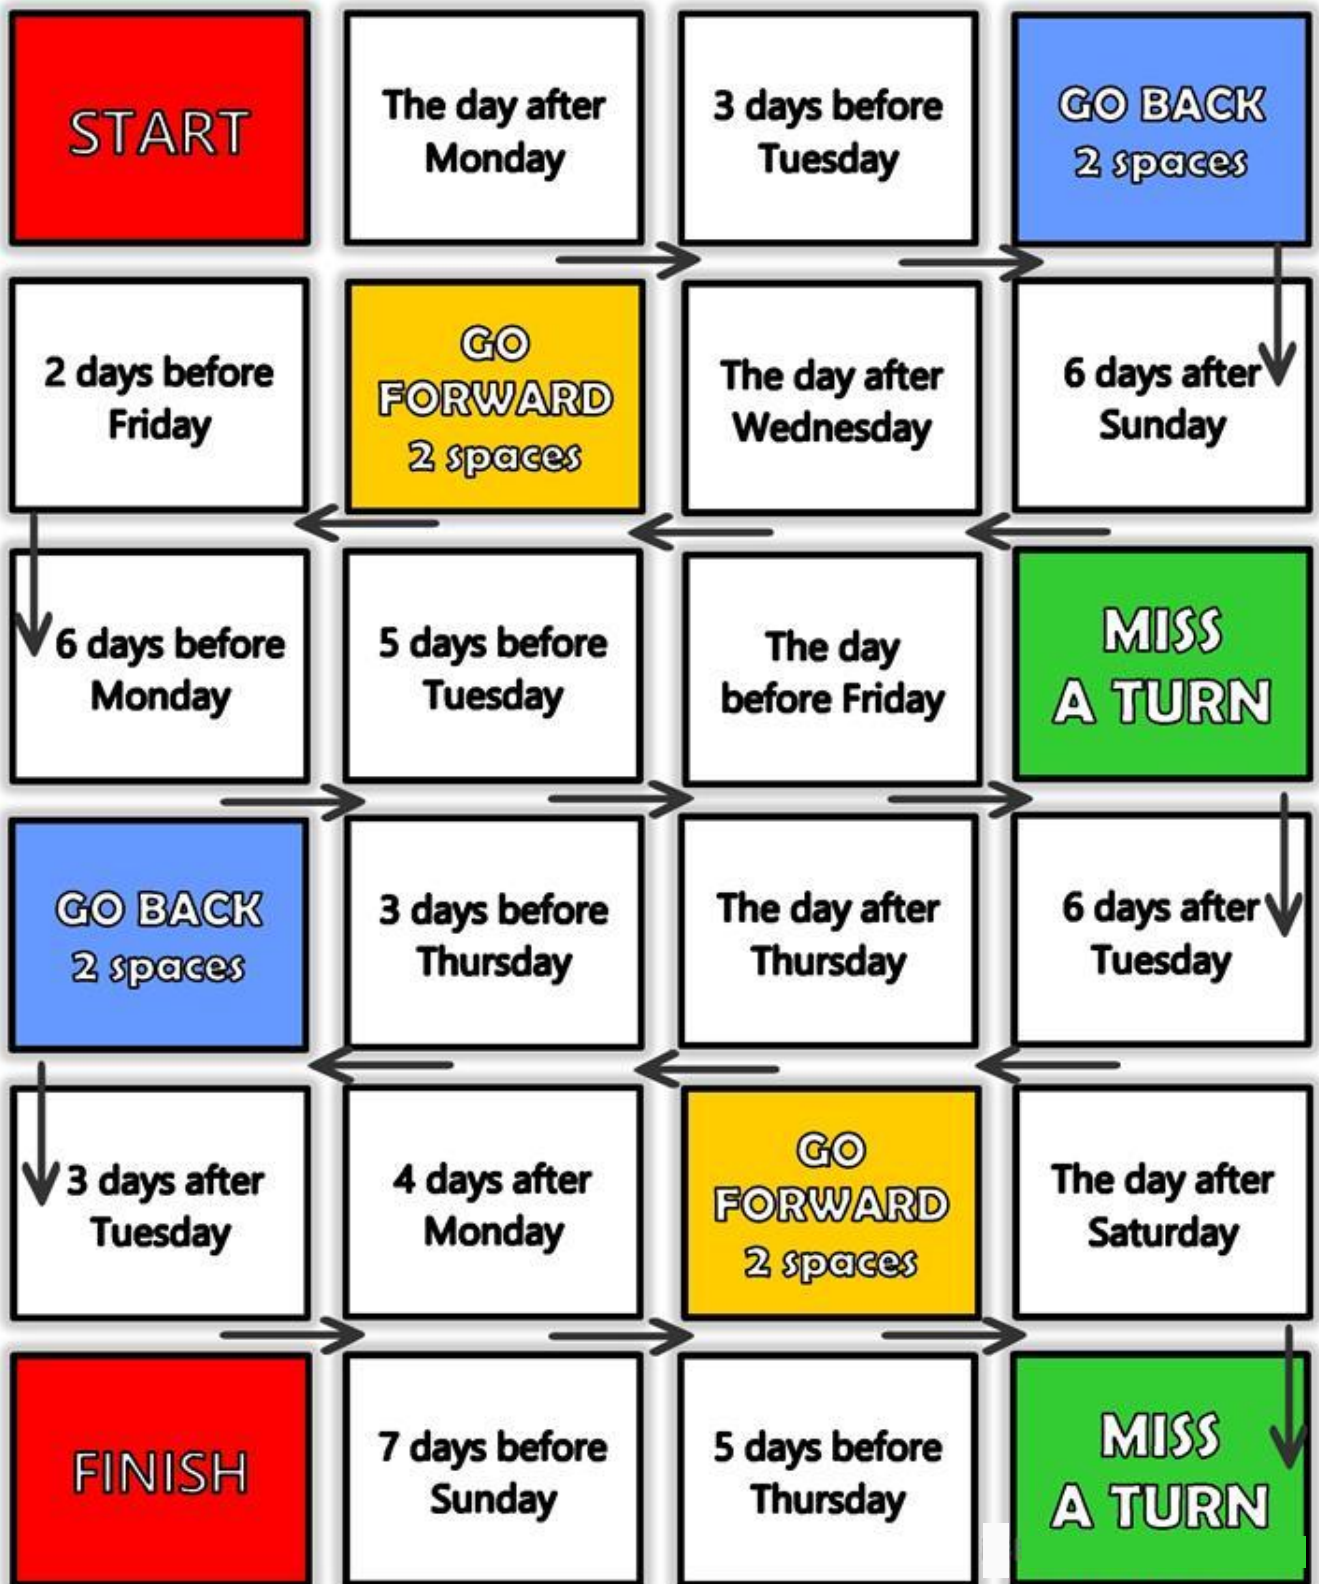 START
The day after
Monday
3 days before
Tuesday
GO BACK
2 spaces
2 days before
Friday
GO
FORWARD
2 spaces
The day after
Wednesday
6 days after
Sunday
6 days before
Monday
5 days before
Tuesday
The day
before Friday
MISS
A TURN
GO BACK
2 spaces
3 days before
Thursday
The day after
Thursday
6 days after
Tuesday
3 days after
Tuesday
4 days after
Monday
GO
FORWARD
2 spaces
The day after
Saturday
FINISH
7 days before
Sunday
5 days before
Thursday
MISS
A TURN